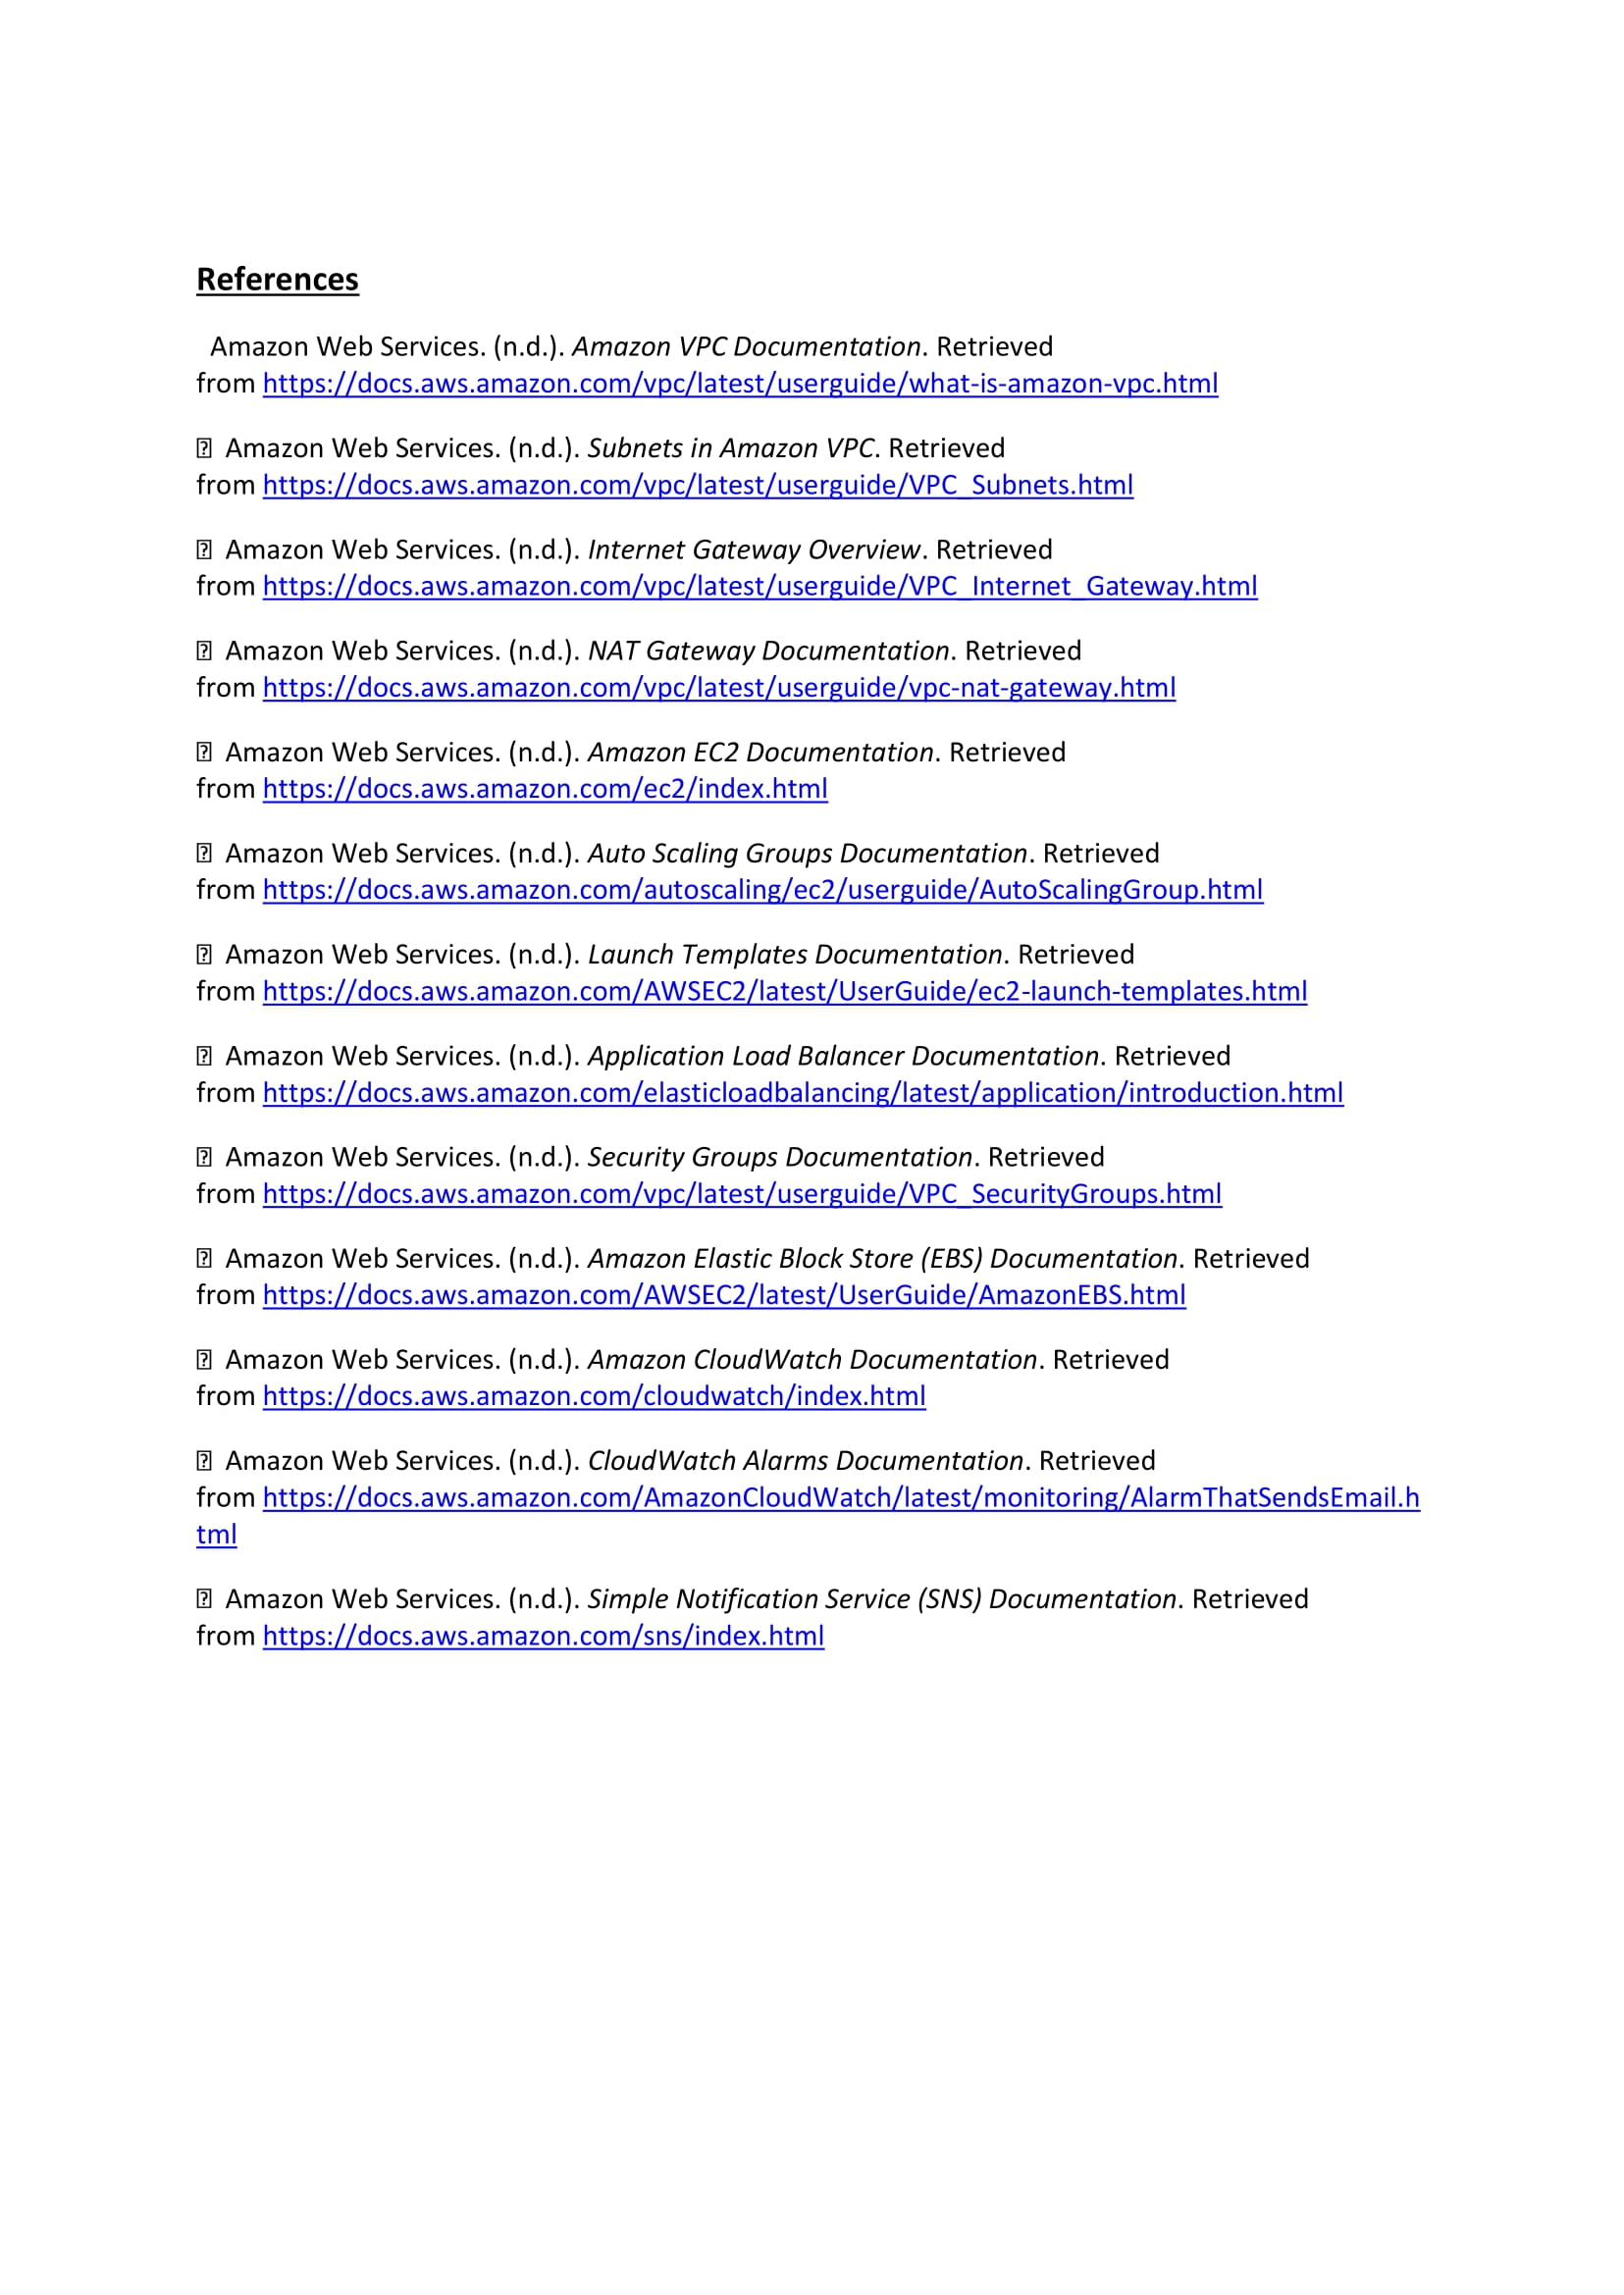 References
Amazon Web Services. (n.d.). Amazon VPC Documentation. Retrieved
from https://docs.aws.amazon.com/vpc/latest/userguide/what-is-amazon-vpc.html
⍰ Amazon Web Services. (n.d.). Subnets in Amazon VPC. Retrieved
from https://docs.aws.amazon.com/vpc/latest/userguide/VPC_Subnets.html
⍰ Amazon Web Services. (n.d.). Internet Gateway Overview. Retrieved
from https://docs.aws.amazon.com/vpc/latest/userguide/VPC_Internet_Gateway.html
⍰ Amazon Web Services. (n.d.). NAT Gateway Documentation. Retrieved
from https://docs.aws.amazon.com/vpc/latest/userguide/vpc-nat-gateway.html
⍰ Amazon Web Services. (n.d.). Amazon EC2 Documentation. Retrieved
from https://docs.aws.amazon.com/ec2/index.html
⍰ Amazon Web Services. (n.d.). Auto Scaling Groups Documentation. Retrieved
from https://docs.aws.amazon.com/autoscaling/ec2/userguide/AutoScalingGroup.html
⍰ Amazon Web Services. (n.d.). Launch Templates Documentation. Retrieved
from https://docs.aws.amazon.com/AWSEC2/latest/UserGuide/ec2-launch-templates.html
⍰ Amazon Web Services. (n.d.). Application Load Balancer Documentation. Retrieved
from https://docs.aws.amazon.com/elasticloadbalancing/latest/application/introduction.html
⍰ Amazon Web Services. (n.d.). Security Groups Documentation. Retrieved
from https://docs.aws.amazon.com/vpc/latest/userguide/VPC_SecurityGroups.html
⍰ Amazon Web Services. (n.d.). Amazon Elastic Block Store (EBS) Documentation. Retrieved
from https://docs.aws.amazon.com/AWSEC2/latest/UserGuide/AmazonEBS.html
⍰ Amazon Web Services. (n.d.). Amazon CloudWatch Documentation. Retrieved
from https://docs.aws.amazon.com/cloudwatch/index.html
⍰ Amazon Web Services. (n.d.). CloudWatch Alarms Documentation. Retrieved
from https://docs.aws.amazon.com/AmazonCloudWatch/latest/monitoring/AlarmThatSendsEmail.h
tml
⍰ Amazon Web Services. (n.d.). Simple Notification Service (SNS) Documentation. Retrieved
from https://docs.aws.amazon.com/sns/index.html